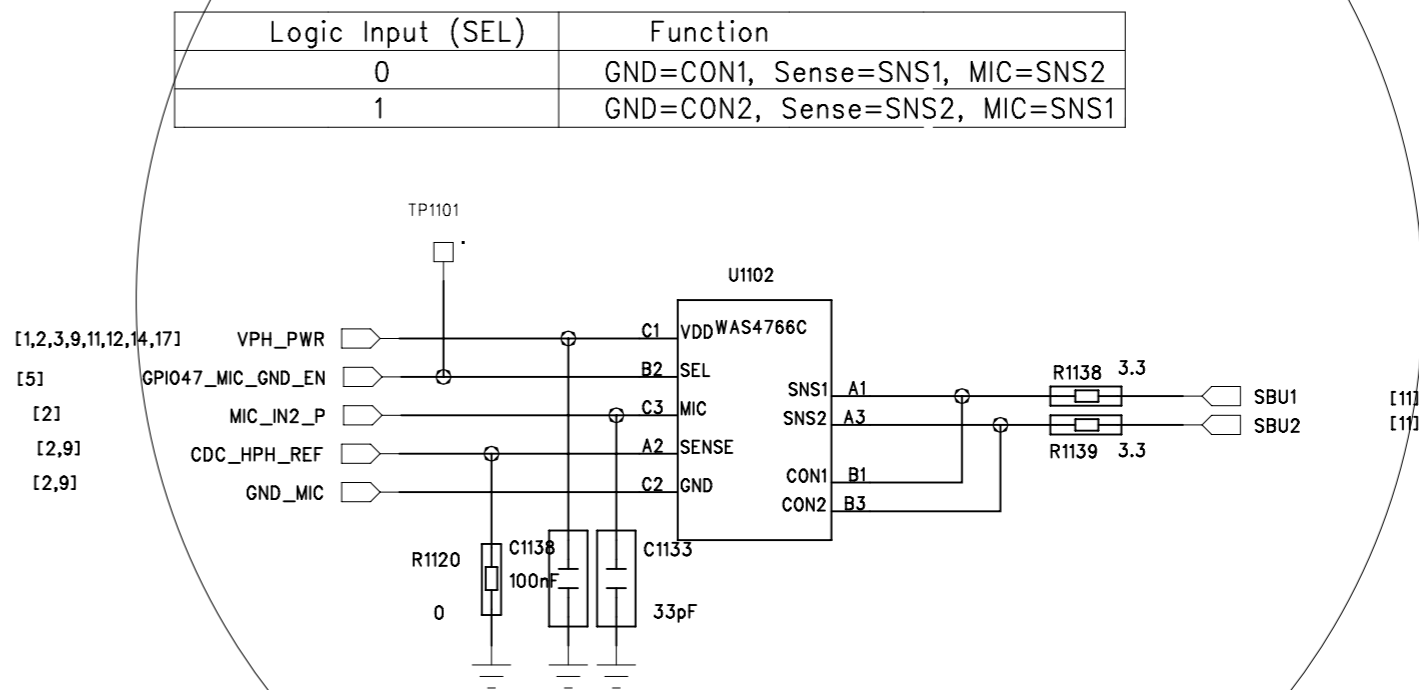 Logic Input (SEL) Function
0 GND=CON1, Sense=SNS1, MIC=SNS2
1 GND=CON2, Sense=SNS2, MIC=SNS1
TP1101
U1102
[1,2,3,9,11,12,14,17] VPH_PWR C1 VDD WAS4766C
[5] GPIO47_MIC_GND_EN B2 SEL
R1138 3.3
SNS1 A1 SBU1 [11]
[2] MIC_IN2_P C3 MIC
SNS2 A3 SBU2 [11]
[2,9] CDC_HPH_REF A2 SENSE
R1139 3.3
CON1 B1
[2,9] GND_MIC C2 GND
CON2 B3
R1120 C1138 C1133
100nF
0 33pF